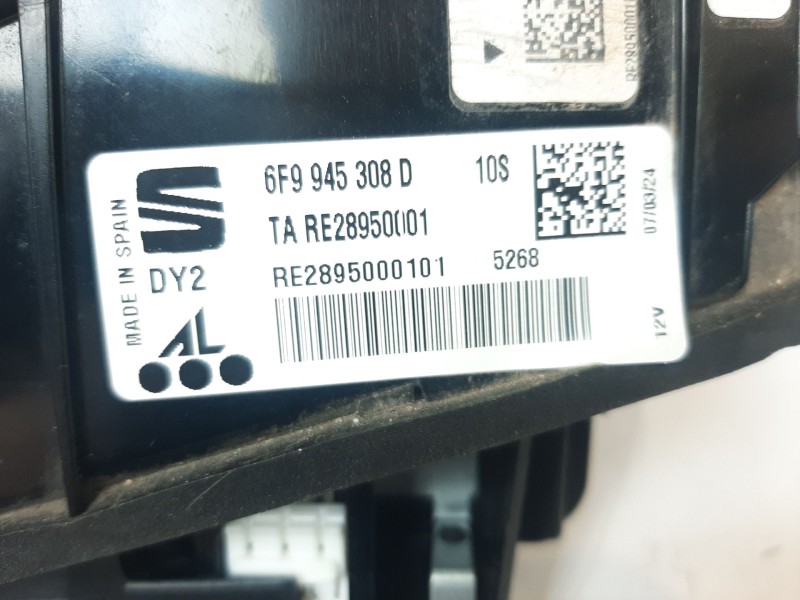 6F9 945 308 D 10S
TA RE28950001
RE2895000101 5268
DY2
AL
MADE IN SPAIN
07/03/24
12V